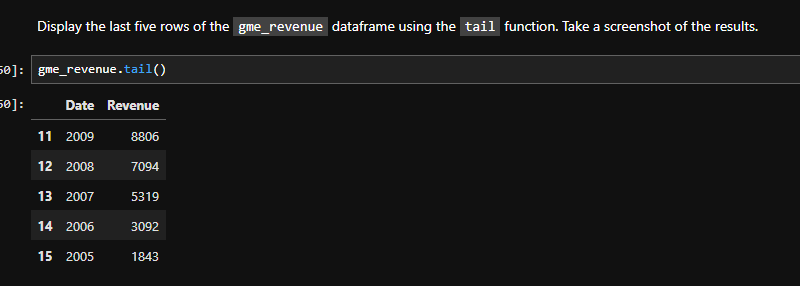 Display the last five rows of the gme_revenue dataframe using the tail function. Take a screenshot of the results.
50]: gme_revenue.tail()
50]:
Date Revenue
11 2009 8806
12 2008 7094
13 2007 5319
14 2006 3092
15 2005 1843